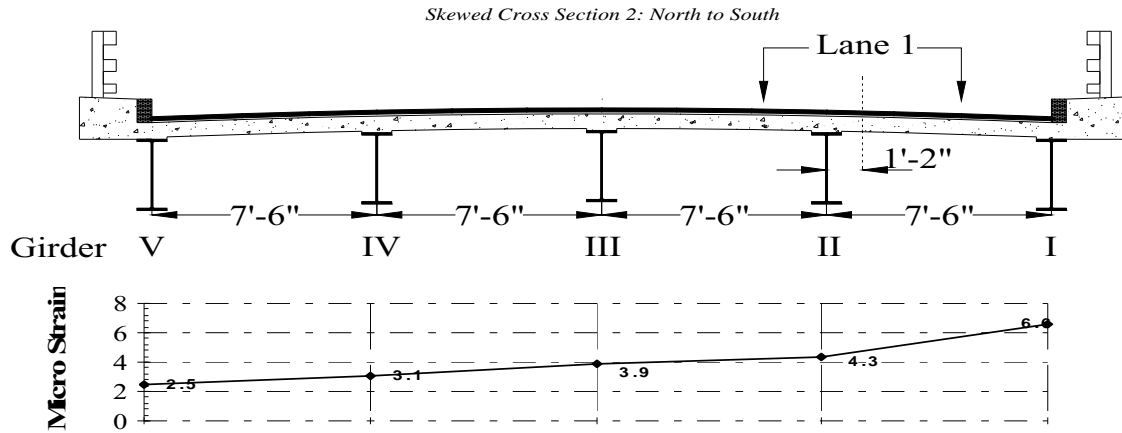 Skewed Cross Section 2: North to South
Lane 1
1'-2"
7'-6" 7'-6" 7'-6" 7'-6"
Girder V IV III II I
Micro Strain
8
6
4
2
0
2.5 3.1 3.9 4.3